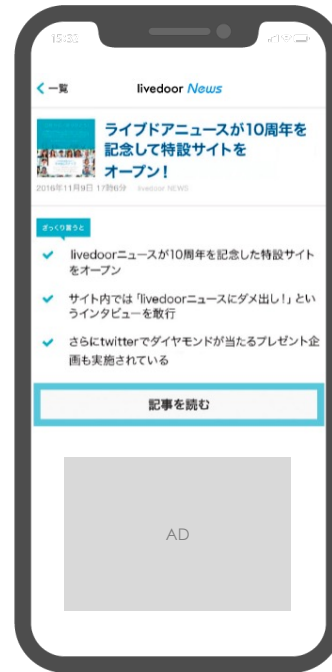 15:33
一覧
livedoor News
ライブドアニュースが10周年を
記念して特設サイトを
オープン！
2016年11月9日 17時6分 livedoor NEWS
ざっくり言うと
livedoorニュースが10周年を記念した特設サイト
をオープン
サイト内では「livedoorニュースにダメ出し！」とい
うインタビューを敢行
さらにtwitterでダイヤモンドが当たるプレゼント企
画も実施されている
記事を読む
AD